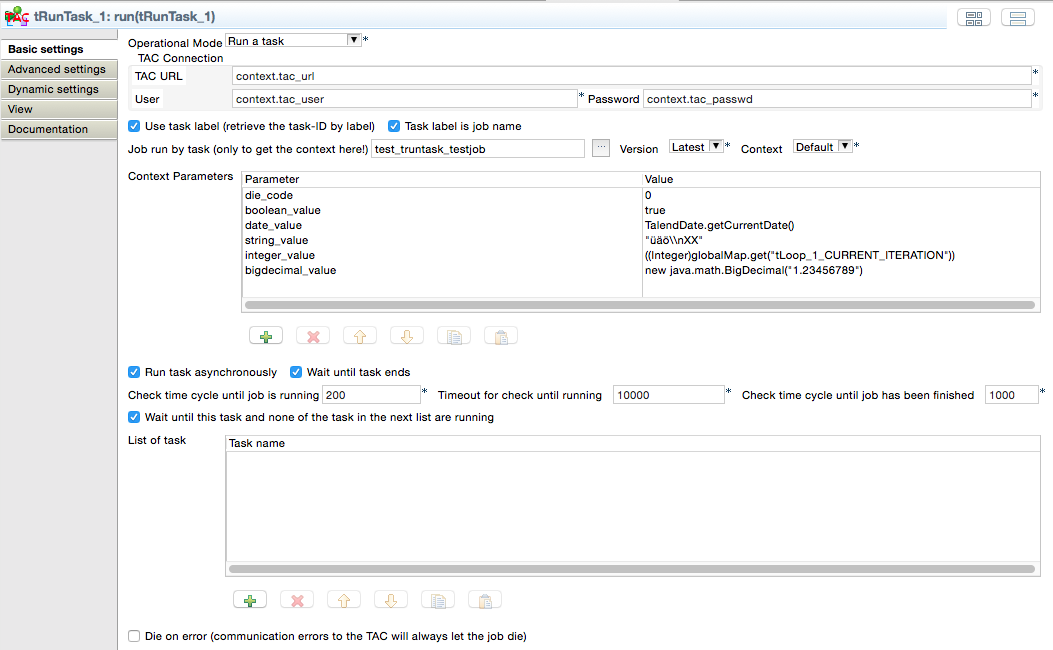 TAC tRunTask_1: run(tRunTask_1)
Basic settings
Advanced settings
Dynamic settings
View
Documentation
Operational Mode Run a task *
TAC Connection
TAC URL context.tac_url *
User context.tac_user * Password context.tac_passwd *
Use task label (retrieve the task-ID by label) Task label is job name
Job run by task (only to get the context here!) test_truntask_testjob ... Version Latest * Context Default *
Context Parameters Parameter Value
die_code 0
boolean_value true
date_value TalendDate.getCurrentDate()
string_value "üäö\\nXX"
integer_value ((Integer)globalMap.get("tLoop_1_CURRENT_ITERATION"))
bigdecimal_value new java.math.BigDecimal("1.23456789")
Run task asynchronously Wait until task ends
Check time cycle until job is running 200 * Timeout for check until running 10000 * Check time cycle until job has been finished 1000 *
Wait until this task and none of the task in the next list are running
List of task Task name
Die on error (communication errors to the TAC will always let the job die)